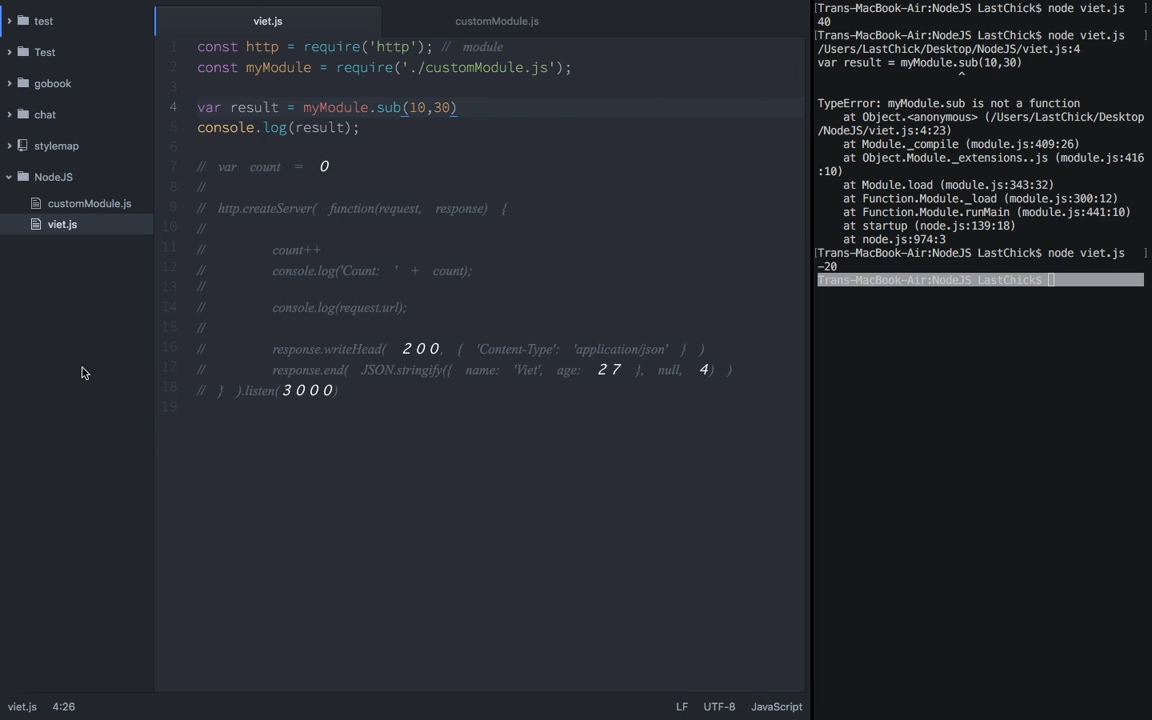 test
Test
gobook
chat
stylemap
NodeJS
customModule.js
viet.js
viet.js
customModule.js
1 const http = require('http'); // module
2 const myModule = require('./customModule.js');
3
4 var result = myModule.sub(10,30)
5 console.log(result);
6
7 // var count = 0
8 //
9 // http.createServer( function(request, response) {
10 //
11 // count++
12 // console.log('Count: ' + count);
13 //
14 // console.log(request.url);
15 //
16 // response.writeHead( 200, { 'Content-Type': 'application/json' } )
17 // response.end( JSON.stringify({ name: 'Viet', age: 27 }, null, 4) )
18 // } ).listen(3000)
19
viet.js 4:26
LF UTF-8 JavaScript
[Trans-MacBook-Air:NodeJS LastChick$ node viet.js ]
40
[Trans-MacBook-Air:NodeJS LastChick$ node viet.js ]
/Users/LastChick/Desktop/NodeJS/viet.js:4
var result = myModule.sub(10,30)
^
TypeError: myModule.sub is not a function
at Object.<anonymous> (/Users/LastChick/Desktop
/NodeJS/viet.js:4:23)
at Module._compile (module.js:409:26)
at Object.Module._extensions..js (module.js:416
:10)
at Module.load (module.js:343:32)
at Function.Module._load (module.js:300:12)
at Function.Module.runMain (module.js:441:10)
at startup (node.js:139:18)
at node.js:974:3
[Trans-MacBook-Air:NodeJS LastChick$ node viet.js ]
-20
Trans-MacBook-Air:NodeJS LastChick$